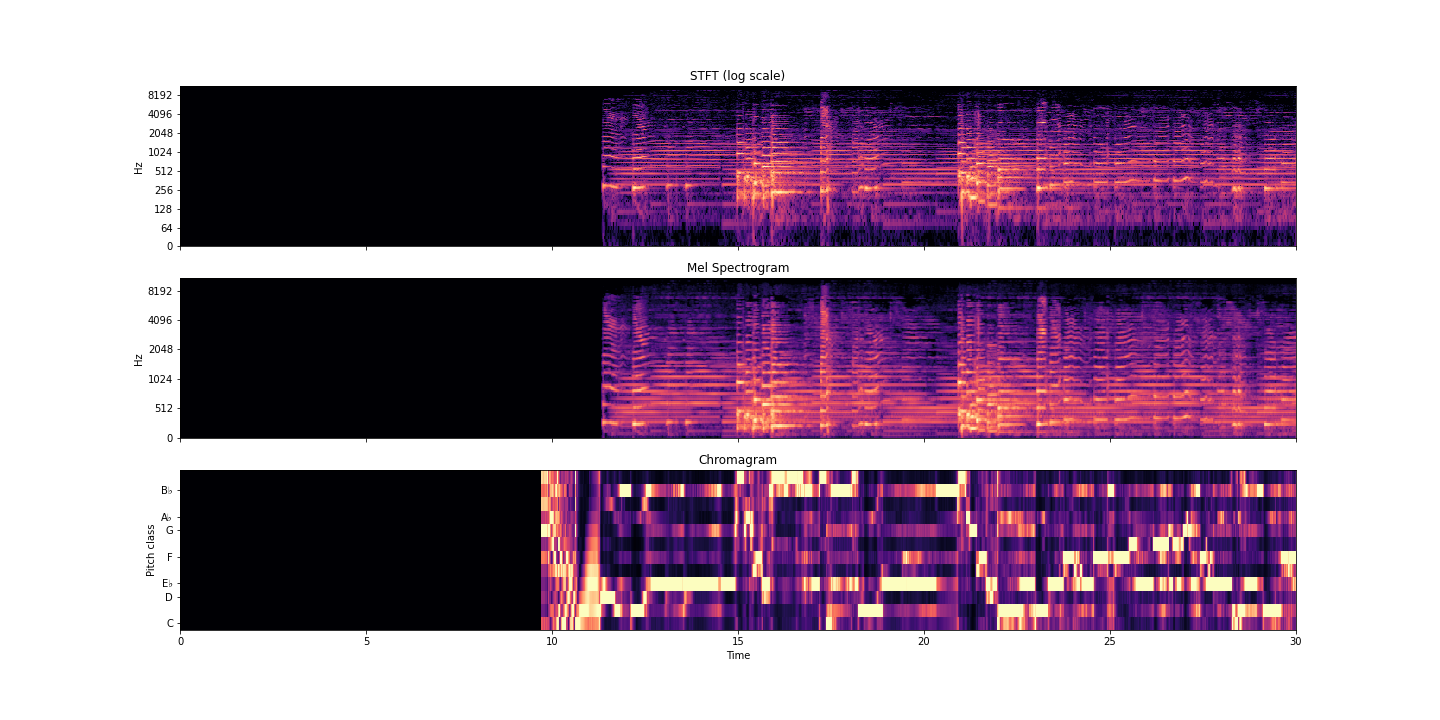 STFT (log scale)
8192
4096
2048
1024
512
256
128
64
0
Hz
Mel Spectrogram
8192
4096
2048
1024
512
0
Hz
Chromagram
B♭
A♭
G
F
E♭
D
C
Pitch class
0 5 10 15 20 25 30
Time